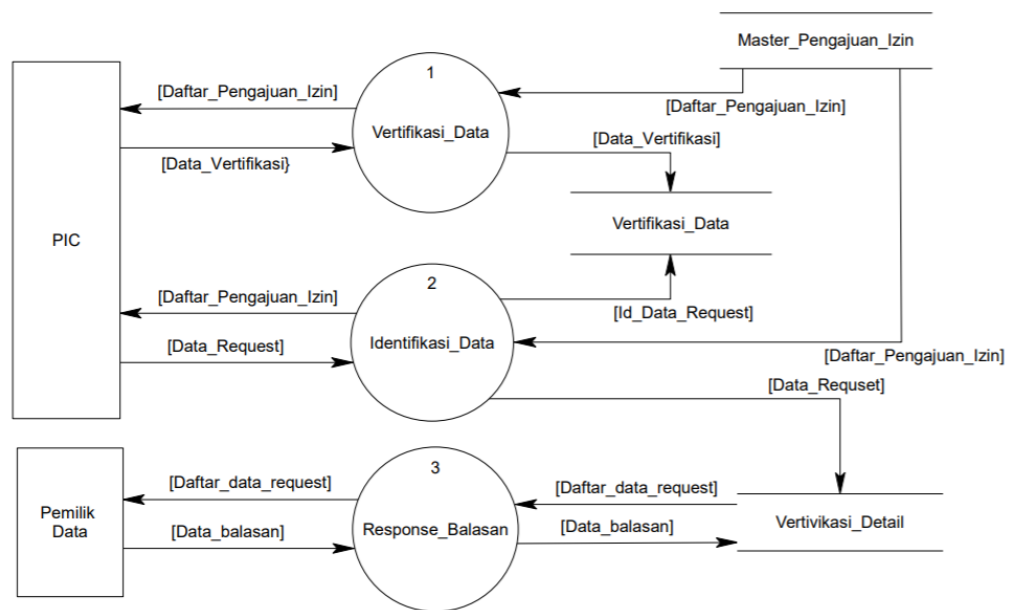 Master_Pengajuan_Izin
1
[Daftar_Pengajuan_Izin]
[Daftar_Pengajuan_Izin]
Vertifikasi_Data
[Data_Vertifikasi]
[Data_Vertifikasi}
Vertifikasi_Data
PIC
2
[Daftar_Pengajuan_Izin]
[Id_Data_Request]
[Data_Request]
Identifikasi_Data
[Daftar_Pengajuan_Izin]
[Data_Requset]
3
[Daftar_data_request]
[Daftar_data_request]
Pemilik
Data
[Data_balasan]
Response_Balasan
[Data_balasan]
Vertivikasi_Detail